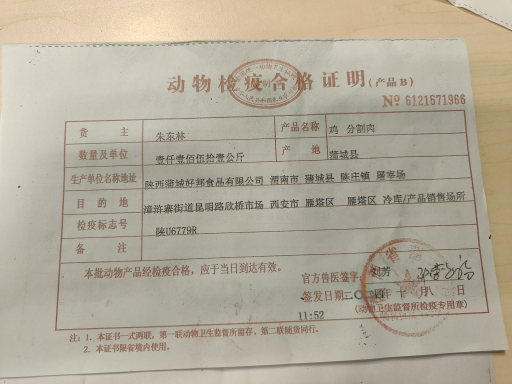 动物检疫合格证明(产品B)
№ 6121671966
货主 朱东林 产品名称 鸡 分割肉
数量及单位 壹仟壹佰伍拾壹公斤 产地 蒲城县
生产单位名称地址 陕西蒲城好邦食品有限公司 渭南市 蒲城县 陈庄镇 屠宰场
目的地 漳浒寨街道昆明路欣桥市场 西安市 雁塔区 雁塔区 冷库/产品销售场所
检疫标志号 陕U6779R
备注
本批动物产品经检疫合格，应于当日到达有效。
官方兽医签字：刘芳
签发日期 二〇 四年 十 月 八 日
11:52
(动物卫生监督所检疫专用章)
注：1. 本证书一式两联，第一联动物卫生监督所留存，第二联随货同行。
2. 本证书限省境内使用。